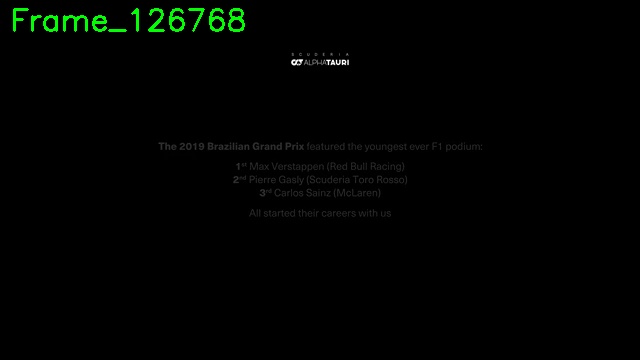 Frame_126768
SCUDERIA
ALPHATAURI
The 2019 Brazilian Grand Prix featured the youngest ever F1 podium:
1st Max Verstappen (Red Bull Racing)
2nd Pierre Gasly (Scuderia Toro Rosso)
3rd Carlos Sainz (McLaren)
All started their careers with us